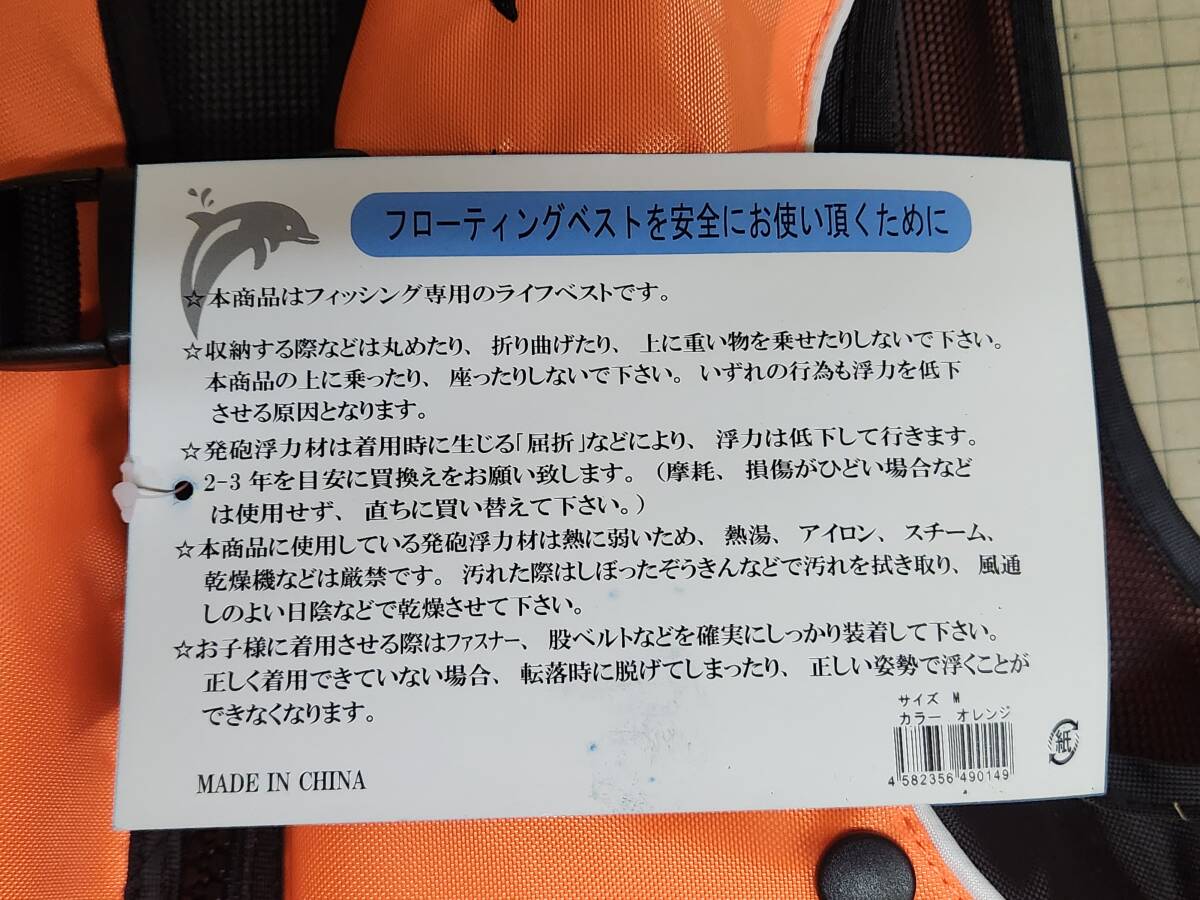 フローティングベストを安全にお使い頂くために
☆本商品はフィッシング専用のライフベストです。
☆収納する際などは丸めたり、折り曲げたり、上に重い物を乗せたりしないで下さい。
本商品の上に乗ったり、座ったりしないで下さい。いずれの行為も浮力を低下
させる原因となります。
☆発砲浮力材は着用時に生じる「屈折」などにより、浮力は低下して行きます。
2-3 年を目安に買換えをお願い致します。（摩耗、損傷がひどい場合など
は使用せず、直ちに買い替えて下さい。）
☆本商品に使用している発砲浮力材は熱に弱いため、熱湯、アイロン、スチーム、
乾燥機などは厳禁です。汚れた際はしぼったぞうきんなどで汚れを拭き取り、風通
しのよい日陰などで乾燥させて下さい。
☆お子様に着用させる際はファスナー、股ベルトなどを確実にしっかり装着して下さい。
正しく着用できていない場合、転落時に脱げてしまったり、正しい姿勢で浮くことが
できなくなります。
サイズ M
カラー オレンジ
4 582356 490149
紙
MADE IN CHINA